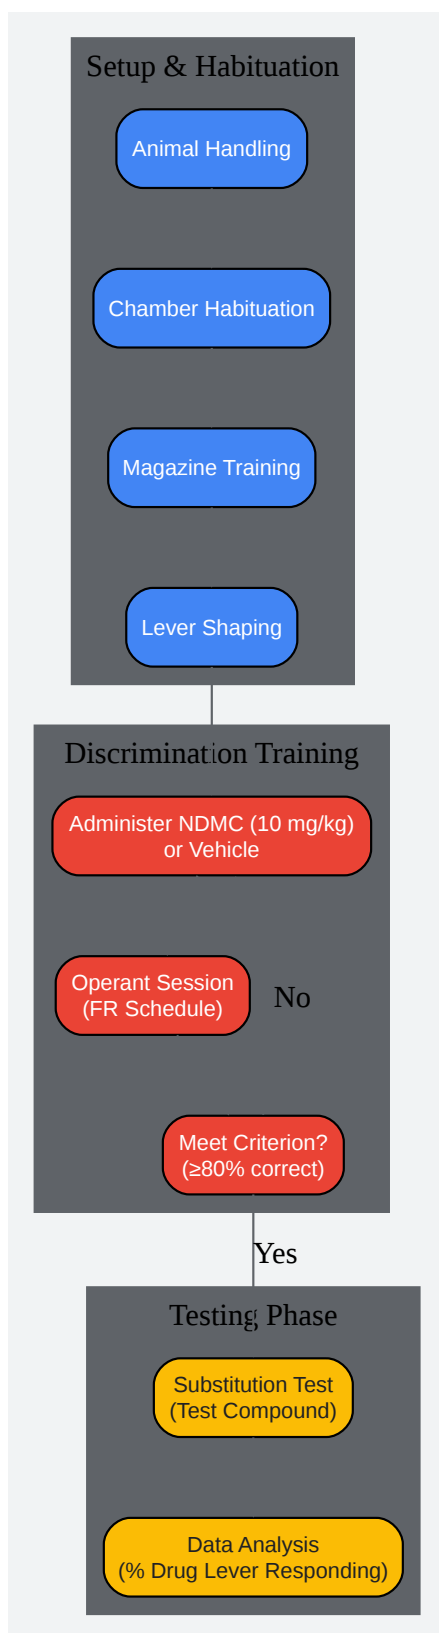 Setup & Habituation
Animal Handling
Chamber Habituation
Magazine Training
Lever Shaping
Discrimination Training
Administer NDMC (10 mg/kg)
or Vehicle
Operant Session
(FR Schedule)
No
Meet Criterion?
(≥80% correct)
Yes
Testing Phase
Substitution Test
(Test Compound)
Data Analysis
(% Drug Lever Responding)